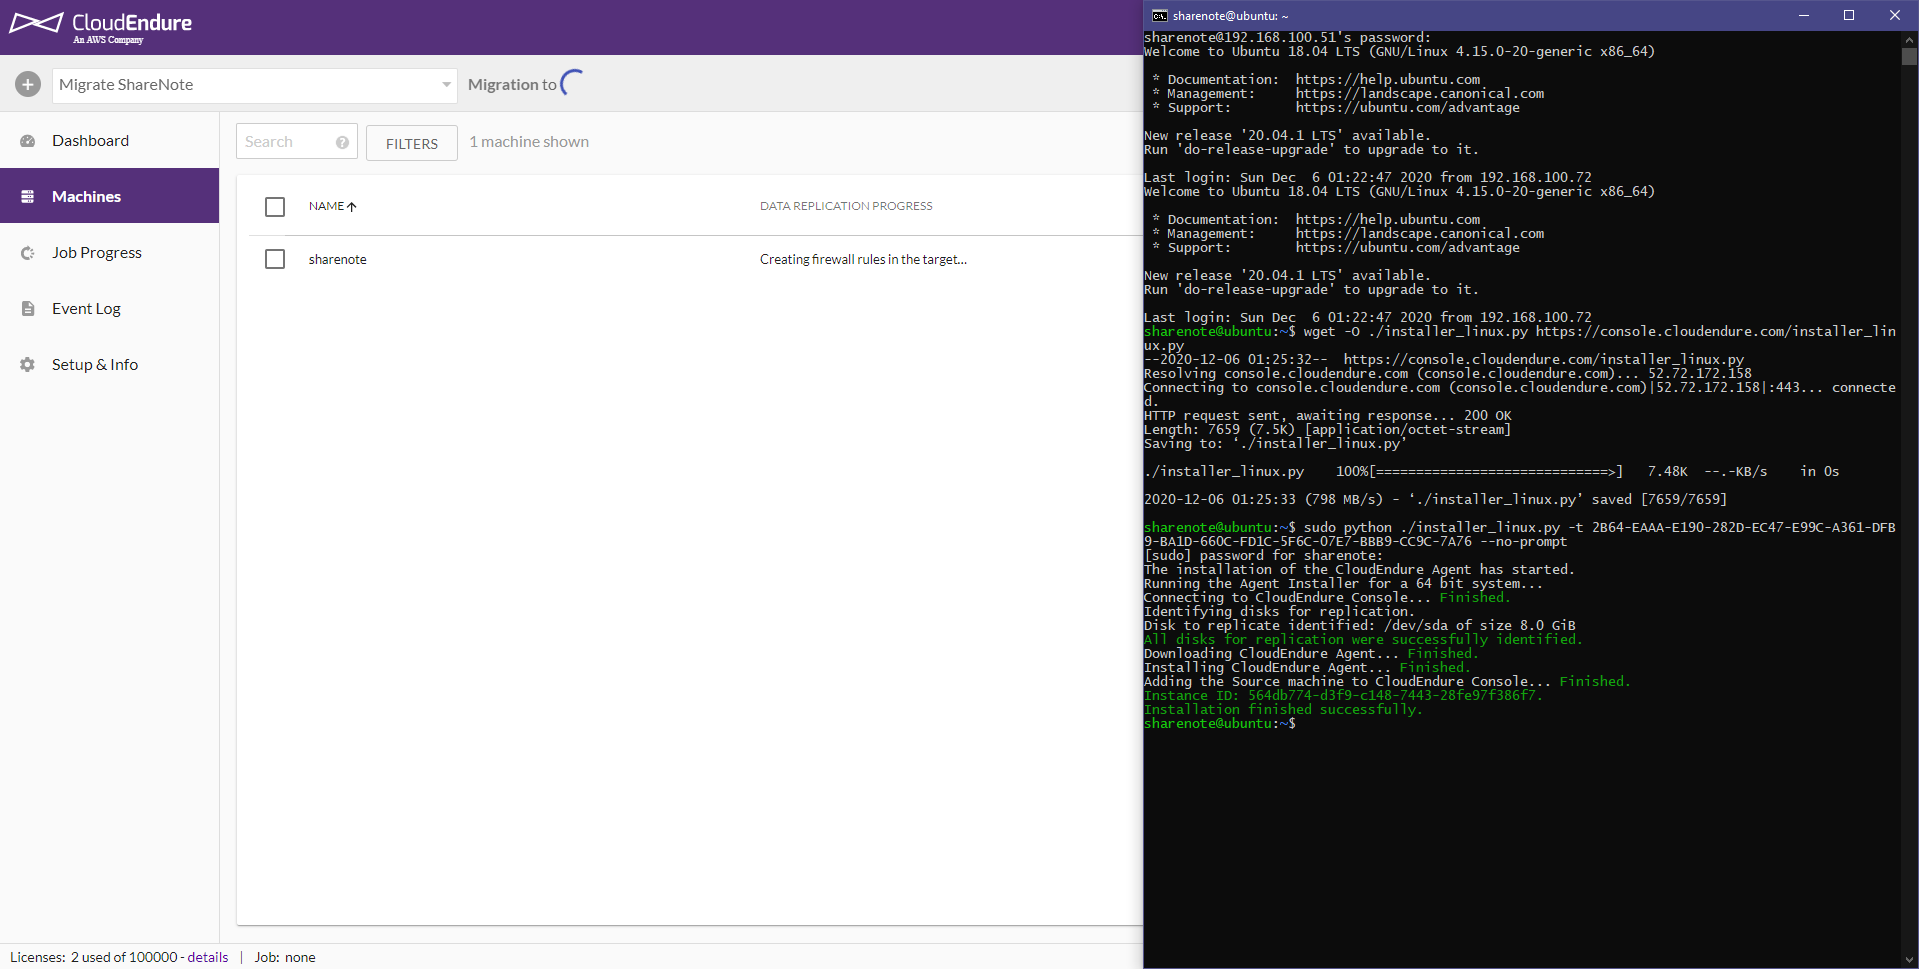 CloudEndure
An AWS Company
Migrate ShareNote
Migration to
Dashboard
Machines
Job Progress
Event Log
Setup & Info
Search ?
FILTERS
1 machine shown
NAME
DATA REPLICATION PROGRESS
sharenote
Creating firewall rules in the target...
Licenses: 2 used of 100000 - details | Job: none
sharenote@ubuntu: ~
sharenote@192.168.100.51's password:
Welcome to Ubuntu 18.04 LTS (GNU/Linux 4.15.0-20-generic x86_64)
* Documentation: https://help.ubuntu.com
* Management: https://landscape.canonical.com
* Support: https://ubuntu.com/advantage
New release '20.04.1 LTS' available.
Run 'do-release-upgrade' to upgrade to it.
Last login: Sun Dec 6 01:22:47 2020 from 192.168.100.72
Welcome to Ubuntu 18.04 LTS (GNU/Linux 4.15.0-20-generic x86_64)
* Documentation: https://help.ubuntu.com
* Management: https://landscape.canonical.com
* Support: https://ubuntu.com/advantage
New release '20.04.1 LTS' available.
Run 'do-release-upgrade' to upgrade to it.
Last login: Sun Dec 6 01:22:47 2020 from 192.168.100.72
sharenote@ubuntu:~$ wget -O ./installer_linux.py https://console.cloudendure.com/installer_lin
ux.py
--2020-12-06 01:25:32-- https://console.cloudendure.com/installer_linux.py
Resolving console.cloudendure.com (console.cloudendure.com)... 52.72.172.158
Connecting to console.cloudendure.com (console.cloudendure.com)|52.72.172.158|:443... connecte
d.
HTTP request sent, awaiting response... 200 OK
Length: 7659 (7.5K) [application/octet-stream]
Saving to: ‘./installer_linux.py’
./installer_linux.py 100%[=============================>] 7.48K --.-KB/s in 0s
2020-12-06 01:25:33 (798 MB/s) - ‘./installer_linux.py’ saved [7659/7659]
sharenote@ubuntu:~$ sudo python ./installer_linux.py -t 2B64-EAAA-E190-282D-EC47-E99C-A361-DFB
9-BA1D-660C-FD1C-5F6C-07E7-BBB9-CC9C-7A76 --no-prompt
[sudo] password for sharenote:
The installation of the CloudEndure Agent has started.
Running the Agent Installer for a 64 bit system...
Connecting to CloudEndure Console... Finished.
Identifying disks for replication.
Disk to replicate identified: /dev/sda of size 8.0 GiB
All disks for replication were successfully identified.
Downloading CloudEndure Agent... Finished.
Installing CloudEndure Agent... Finished.
Adding the Source machine to CloudEndure Console... Finished.
Instance ID: 564db774-d3f9-c148-7443-28fe97f386f7.
Installation finished successfully.
sharenote@ubuntu:~$